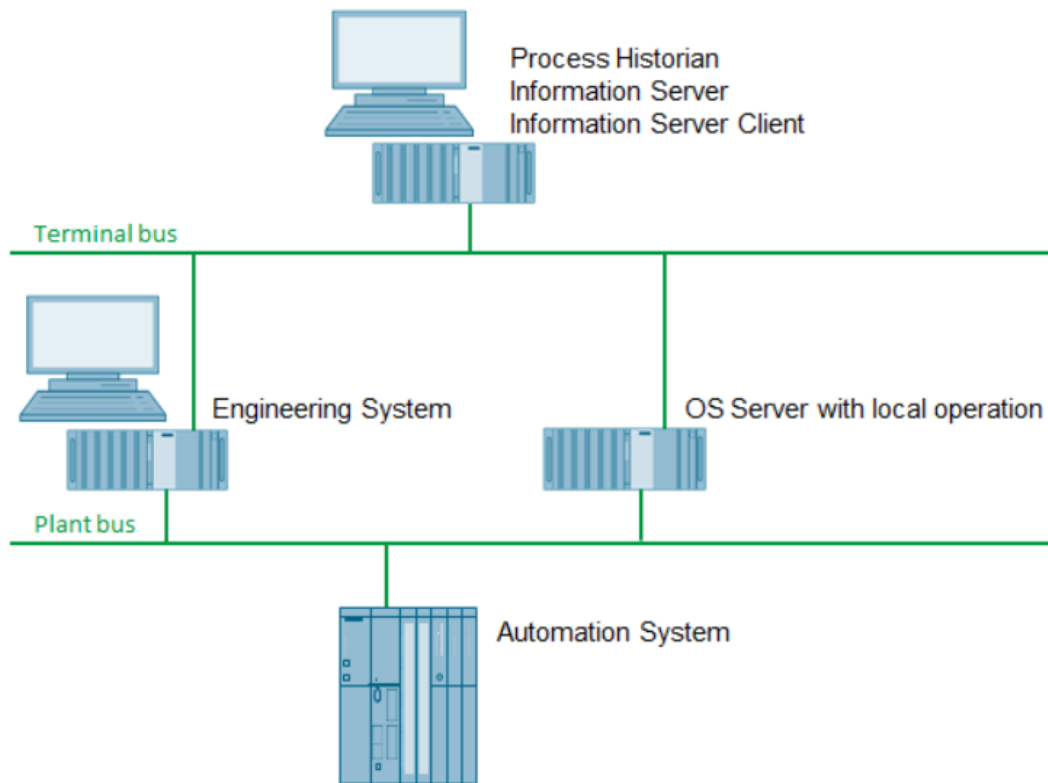 Process Historian
Information Server
Information Server Client
Terminal bus
Engineering System
OS Server with local operation
Plant bus
Automation System